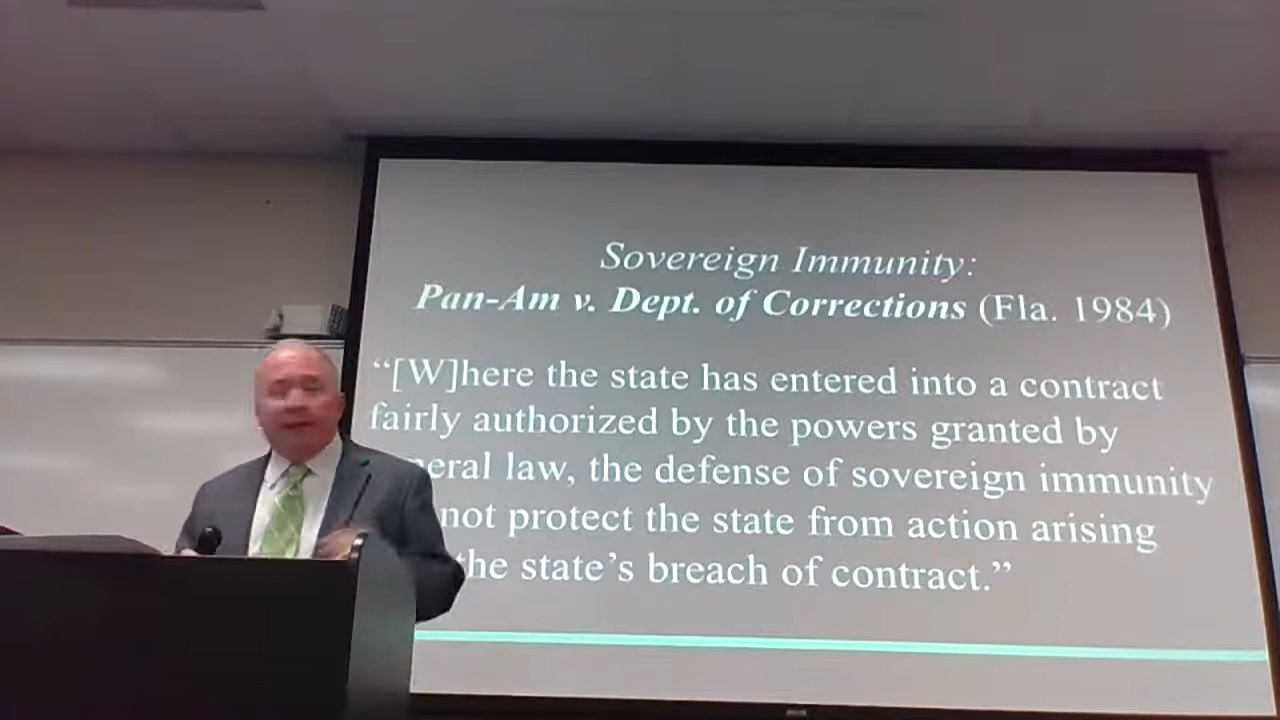 Sovereign Immunity:
Pan-Am v. Dept. of Corrections (Fla. 1984)
“[W]here the state has entered into a contract
fairly authorized by the powers granted by
law, the defense of sovereign immunity
not protect the state from action arising
the state’s breach of contract.”